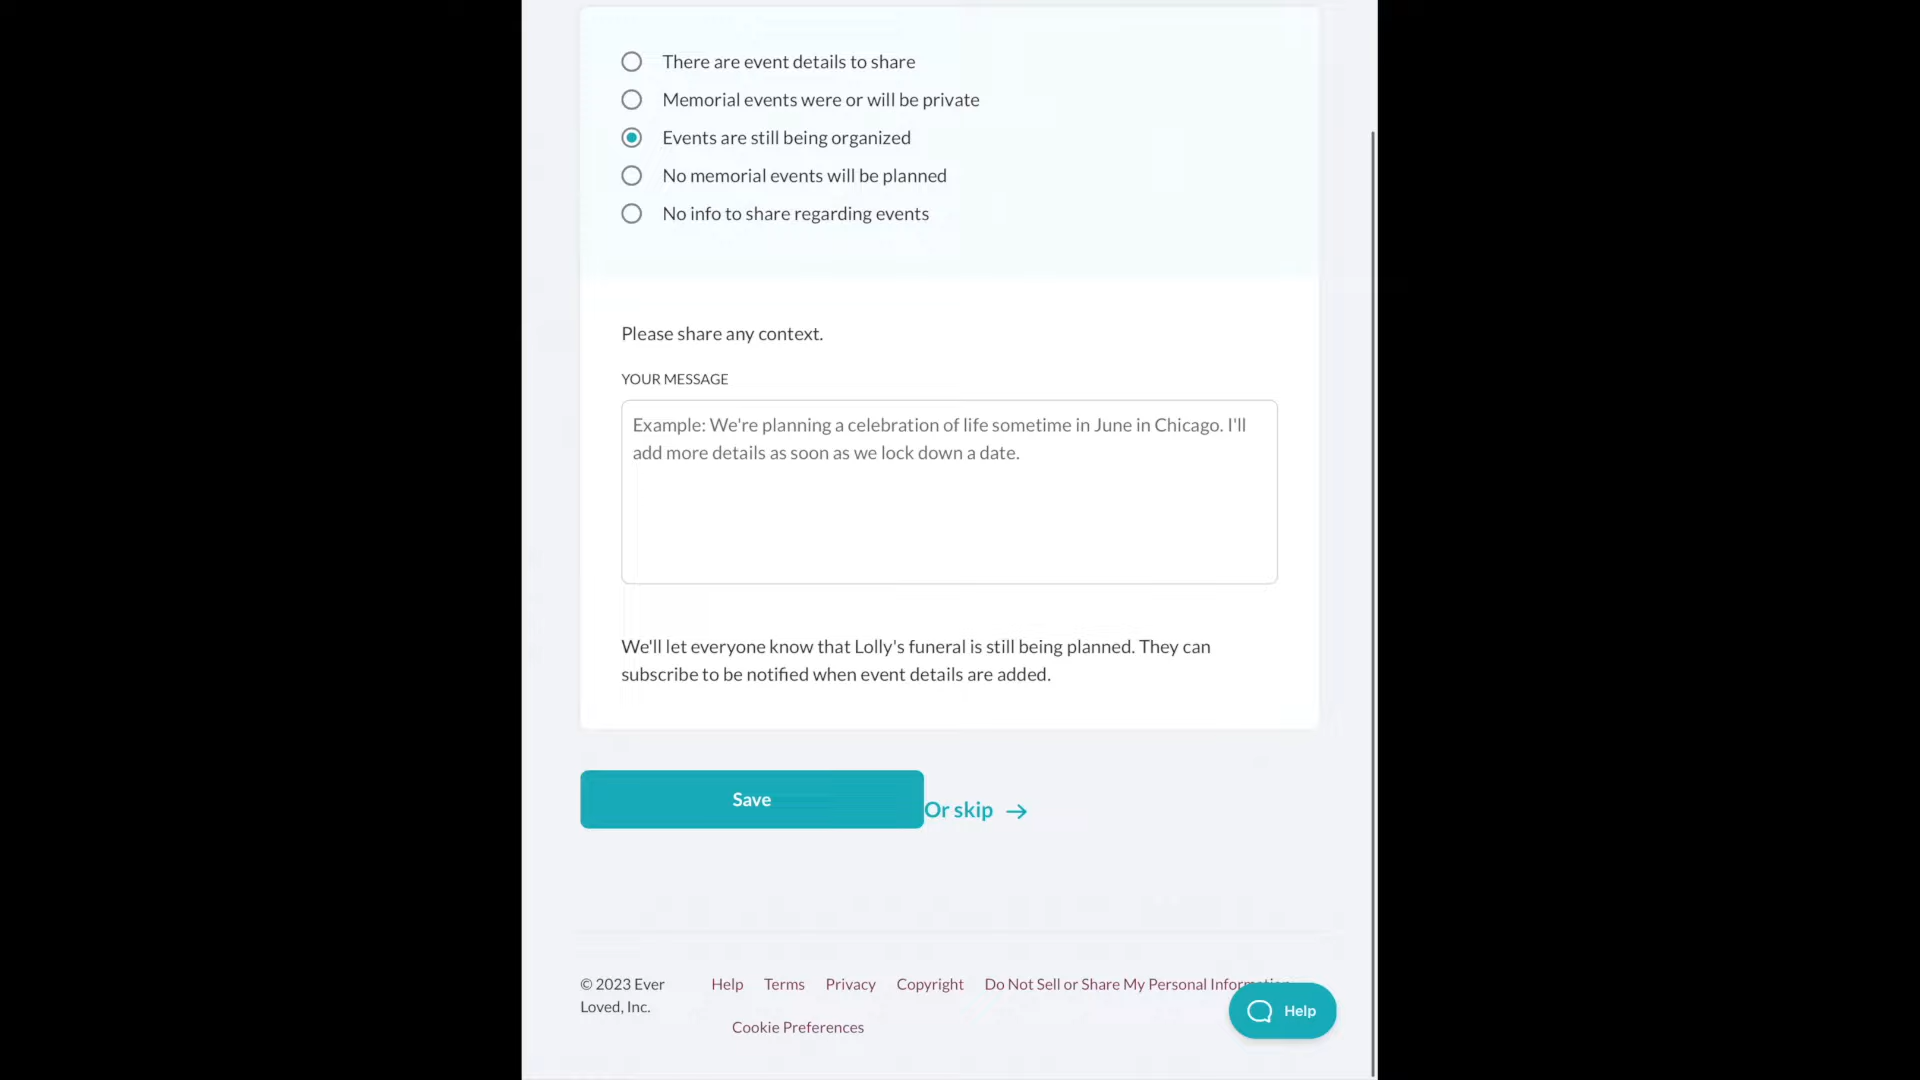 There are event details to share
Memorial events were or will be private
Events are still being organized
No memorial events will be planned
No info to share regarding events
Please share any context.
YOUR MESSAGE
Example: We're planning a celebration of life sometime in June in Chicago. I'll
add more details as soon as we lock down a date.
We'll let everyone know that Lolly's funeral is still being planned. They can
subscribe to be notified when event details are added.
Save
Or skip →
© 2023 Ever
Loved, Inc.
Help Terms Privacy Copyright Do Not Sell or Share My Personal Information
Cookie Preferences
Help